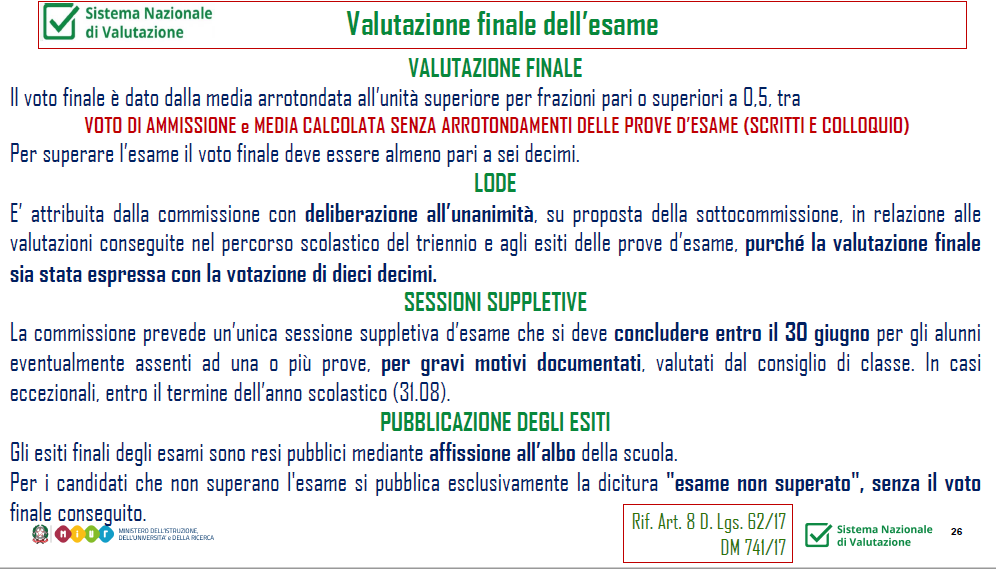 Sistema Nazionale
di Valutazione
Valutazione finale dell'esame
VALUTAZIONE FINALE
Il voto finale è dato dalla media arrotondata all'unità superiore per frazioni pari o superiori a 0,5, tra
VOTO DI AMMISSIONE e MEDIA CALCOLATA SENZA ARROTONDAMENTI DELLE PROVE D'ESAME (SCRITTI E COLLOQUIO)
Per superare l'esame il voto finale deve essere almeno pari a sei decimi.
LODE
E' attribuita dalla commissione con deliberazione all'unanimità, su proposta della sottocommissione, in relazione alle
valutazioni conseguite nel percorso scolastico del triennio e agli esiti delle prove d'esame, purché la valutazione finale
sia stata espressa con la votazione di dieci decimi.
SESSIONI SUPPLETIVE
La commissione prevede un'unica sessione suppletiva d'esame che si deve concludere entro il 30 giugno per gli alunni
eventualmente assenti ad una o più prove, per gravi motivi documentati, valutati dal consiglio di classe. In casi
eccezionali, entro il termine dell'anno scolastico (31.08).
PUBBLICAZIONE DEGLI ESITI
Gli esiti finali degli esami sono resi pubblici mediante affissione all'albo della scuola.
Per i candidati che non superano l'esame si pubblica esclusivamente la dicitura "esame non superato", senza il voto
finale conseguito.
miur
MINISTERO DELL'ISTRUZIONE,
DELL'UNIVERSITA' e DELLA RICERCA
Rif. Art. 8 D. Lgs. 62/17
DM 741/17
Sistema Nazionale
di Valutazione
26